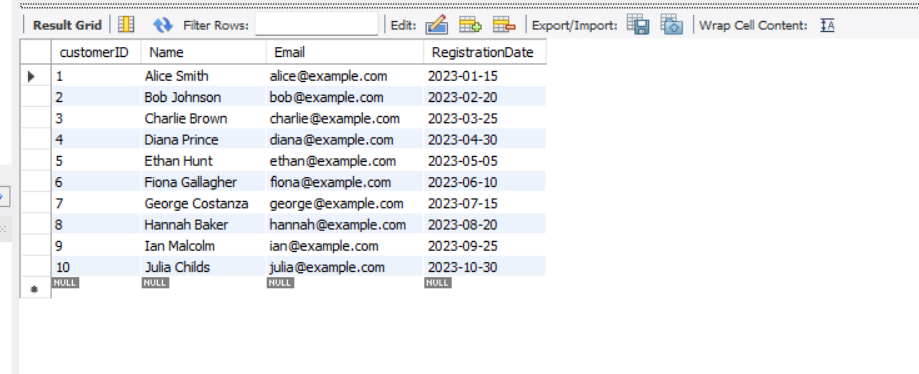 Result Grid Filter Rows: Edit: Export/Import: Wrap Cell Content:
customerID Name Email RegistrationDate
1 Alice Smith alice@example.com 2023-01-15
2 Bob Johnson bob@example.com 2023-02-20
3 Charlie Brown charlie@example.com 2023-03-25
4 Diana Prince diana@example.com 2023-04-30
5 Ethan Hunt ethan@example.com 2023-05-05
6 Fiona Gallagher fiona@example.com 2023-06-10
7 George Costanza george@example.com 2023-07-15
8 Hannah Baker hannah@example.com 2023-08-20
9 Ian Malcolm ian@example.com 2023-09-25
10 Julia Childs julia@example.com 2023-10-30
NULL NULL NULL NULL